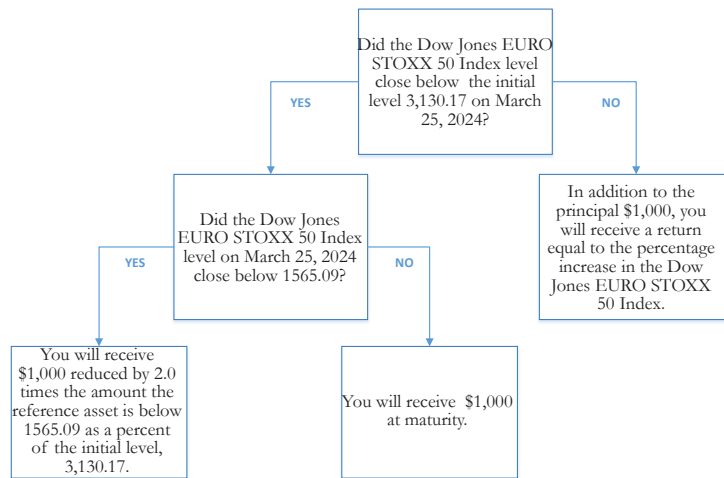 Did the Dow Jones EURO
STOXX 50 Index level
close below the initial
level 3,130.17 on March
25, 2024?
YES
NO
Did the Dow Jones
EURO STOXX 50 Index
level on March 25, 2024
close below 1565.09?
In addition to the
principal $1,000, you
will receive a return
equal to the percentage
increase in the Dow
Jones EURO STOXX
50 Index.
YES
NO
You will receive
$1,000 reduced by 2.0
times the amount the
reference asset is below
1565.09 as a percent
of the initial level,
3,130.17.
You will receive $1,000
at maturity.